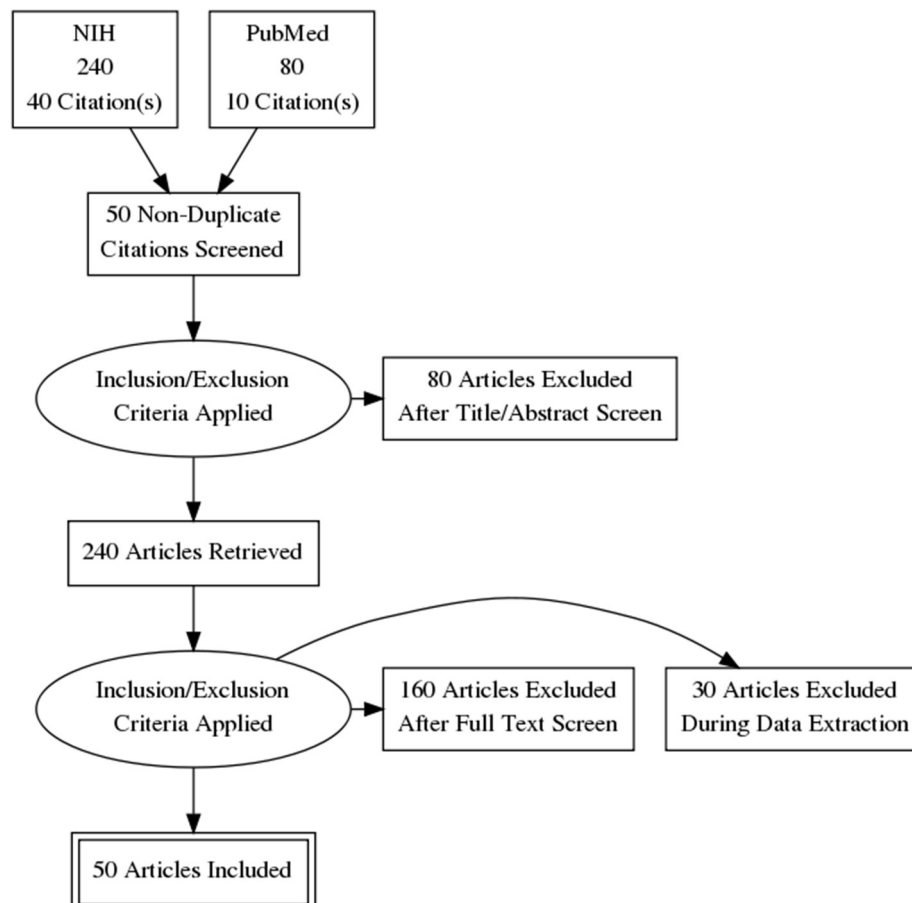 NIH
240
40 Citation(s)
PubMed
80
10 Citation(s)
50 Non-Duplicate
Citations Screened
Inclusion/Exclusion
Criteria Applied
80 Articles Excluded
After Title/Abstract Screen
240 Articles Retrieved
Inclusion/Exclusion
Criteria Applied
160 Articles Excluded
After Full Text Screen
30 Articles Excluded
During Data Extraction
50 Articles Included